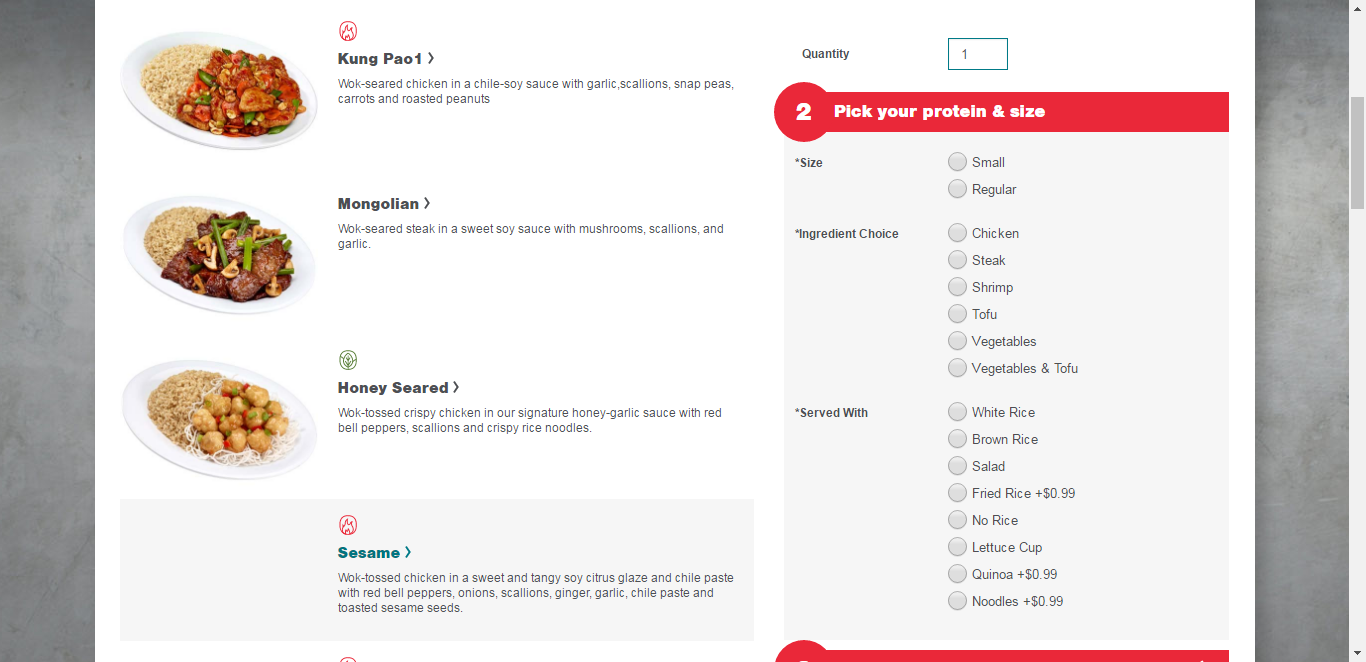 Kung Pao1 >
Wok-seared chicken in a chile-soy sauce with garlic,scallions, snap peas,
carrots and roasted peanuts
Mongolian >
Wok-seared steak in a sweet soy sauce with mushrooms, scallions, and
garlic.
Honey Seared >
Wok-tossed crispy chicken in our signature honey-garlic sauce with red
bell peppers, scallions and crispy rice noodles.
Sesame >
Wok-tossed chicken in a sweet and tangy soy citrus glaze and chile paste
with red bell peppers, onions, scallions, ginger, garlic, chile paste and
toasted sesame seeds.
Quantity 1
2 Pick your protein & size
*Size Small
Regular
*Ingredient Choice Chicken
Steak
Shrimp
Tofu
Vegetables
Vegetables & Tofu
*Served With White Rice
Brown Rice
Salad
Fried Rice +$0.99
No Rice
Lettuce Cup
Quinoa +$0.99
Noodles +$0.99